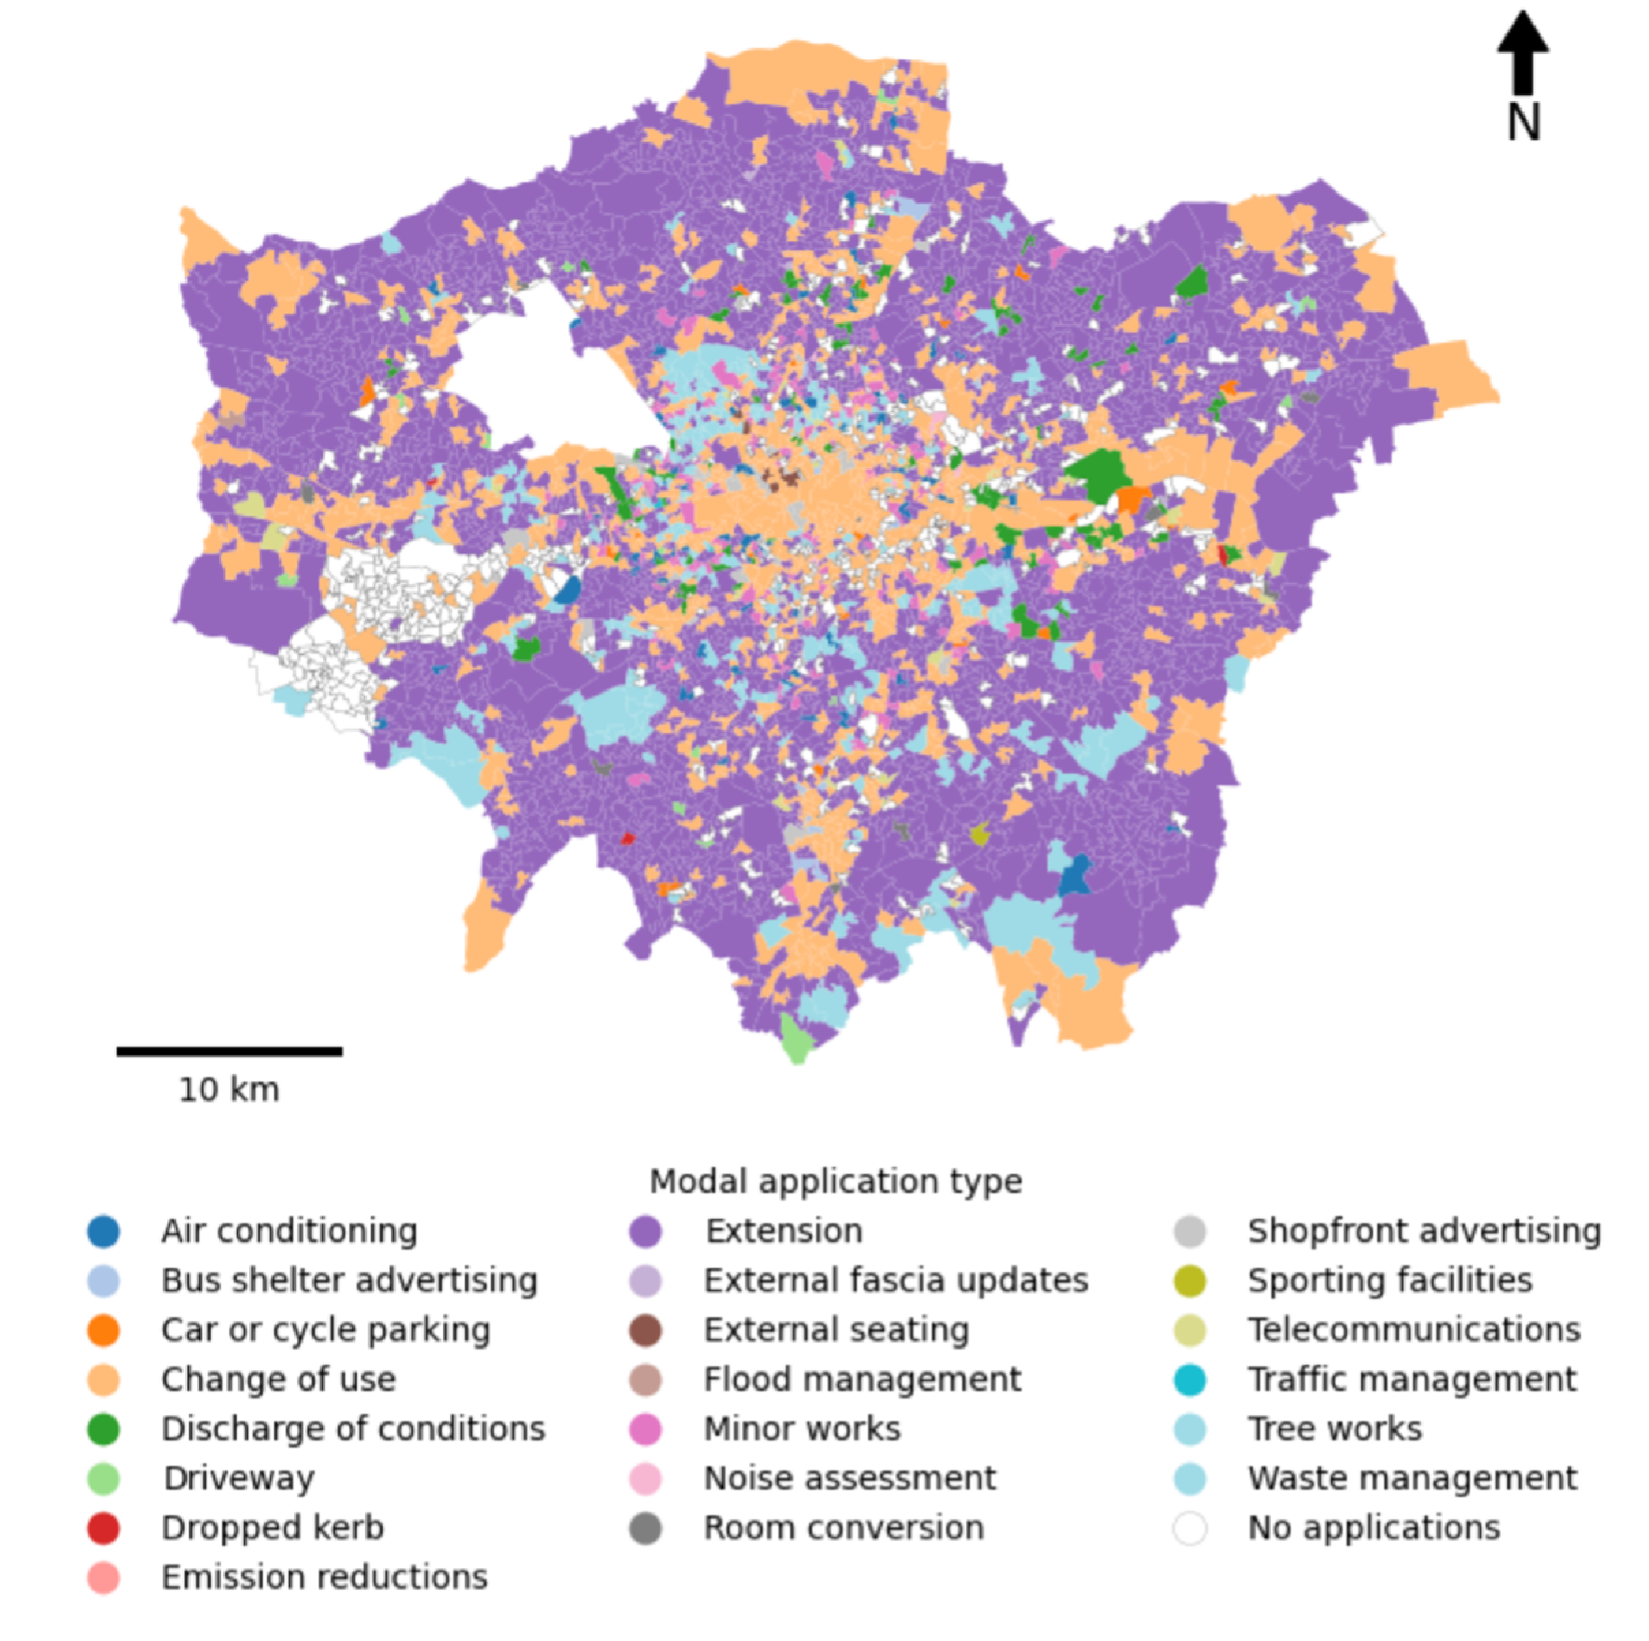 N
10 km
Modal application type
Air conditioning
Bus shelter advertising
Car or cycle parking
Change of use
Discharge of conditions
Driveway
Dropped kerb
Emission reductions
Extension
External fascia updates
External seating
Flood management
Minor works
Noise assessment
Room conversion
Shopfront advertising
Sporting facilities
Telecommunications
Traffic management
Tree works
Waste management
No applications